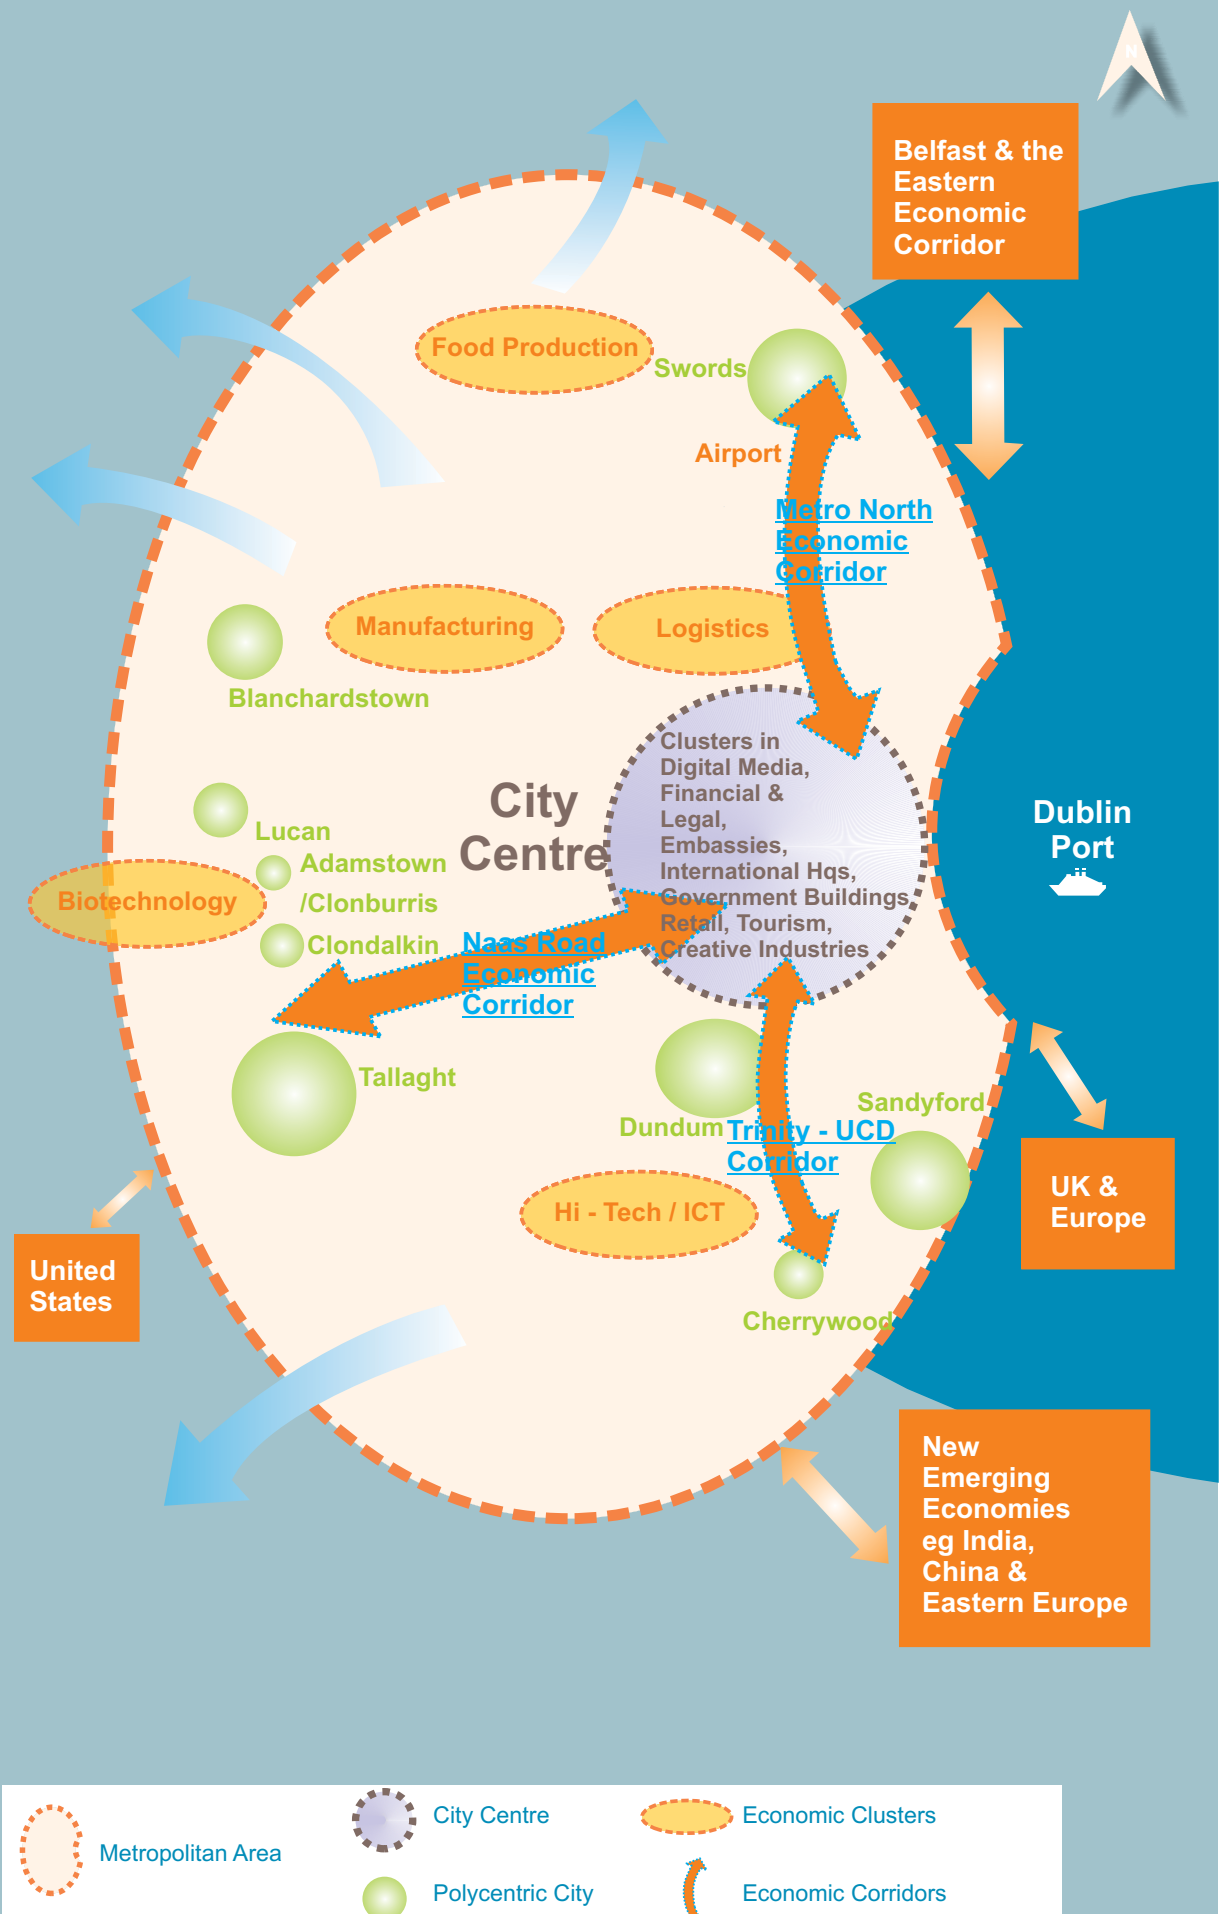 N
Belfast & the
Eastern
Economic
Corridor
Food Production
Swords
Airport
Metro North
Economic
Corridor
Manufacturing
Logistics
Blanchardstown
Clusters in
Digital Media,
Financial &
Legal,
Embassies,
International Hqs,
Government Buildings,
Retail, Tourism,
Creative Industries
City
Centre
Dublin
Port
Lucan
Adamstown
/Clonburris
Biotechnology
Clondalkin
Naas Road
Economic
Corridor
Tallaght
Dundum
Trinity - UCD
Corridor
Sandyford
Hi - Tech / ICT
Cherrywood
UK &
Europe
United
States
New
Emerging
Economies
eg India,
China &
Eastern Europe
Metropolitan Area
City Centre
Polycentric City
Economic Clusters
Economic Corridors